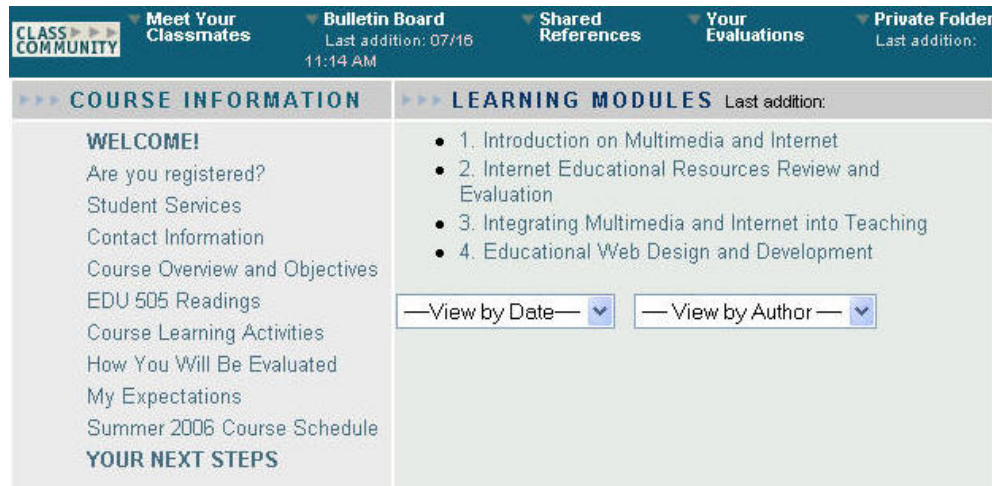 CLASS COMMUNITY
Meet Your Classmates
Bulletin Board
Last addition: 07/16 11:14 AM
Shared References
Your Evaluations
Private Folder
Last addition:
COURSE INFORMATION
WELCOME!
Are you registered?
Student Services
Contact Information
Course Overview and Objectives
EDU 505 Readings
Course Learning Activities
How You Will Be Evaluated
My Expectations
Summer 2006 Course Schedule
YOUR NEXT STEPS
LEARNING MODULES Last addition:
1. Introduction on Multimedia and Internet
2. Internet Educational Resources Review and
Evaluation
3. Integrating Multimedia and Internet into Teaching
4. Educational Web Design and Development
—View by Date—
— View by Author —